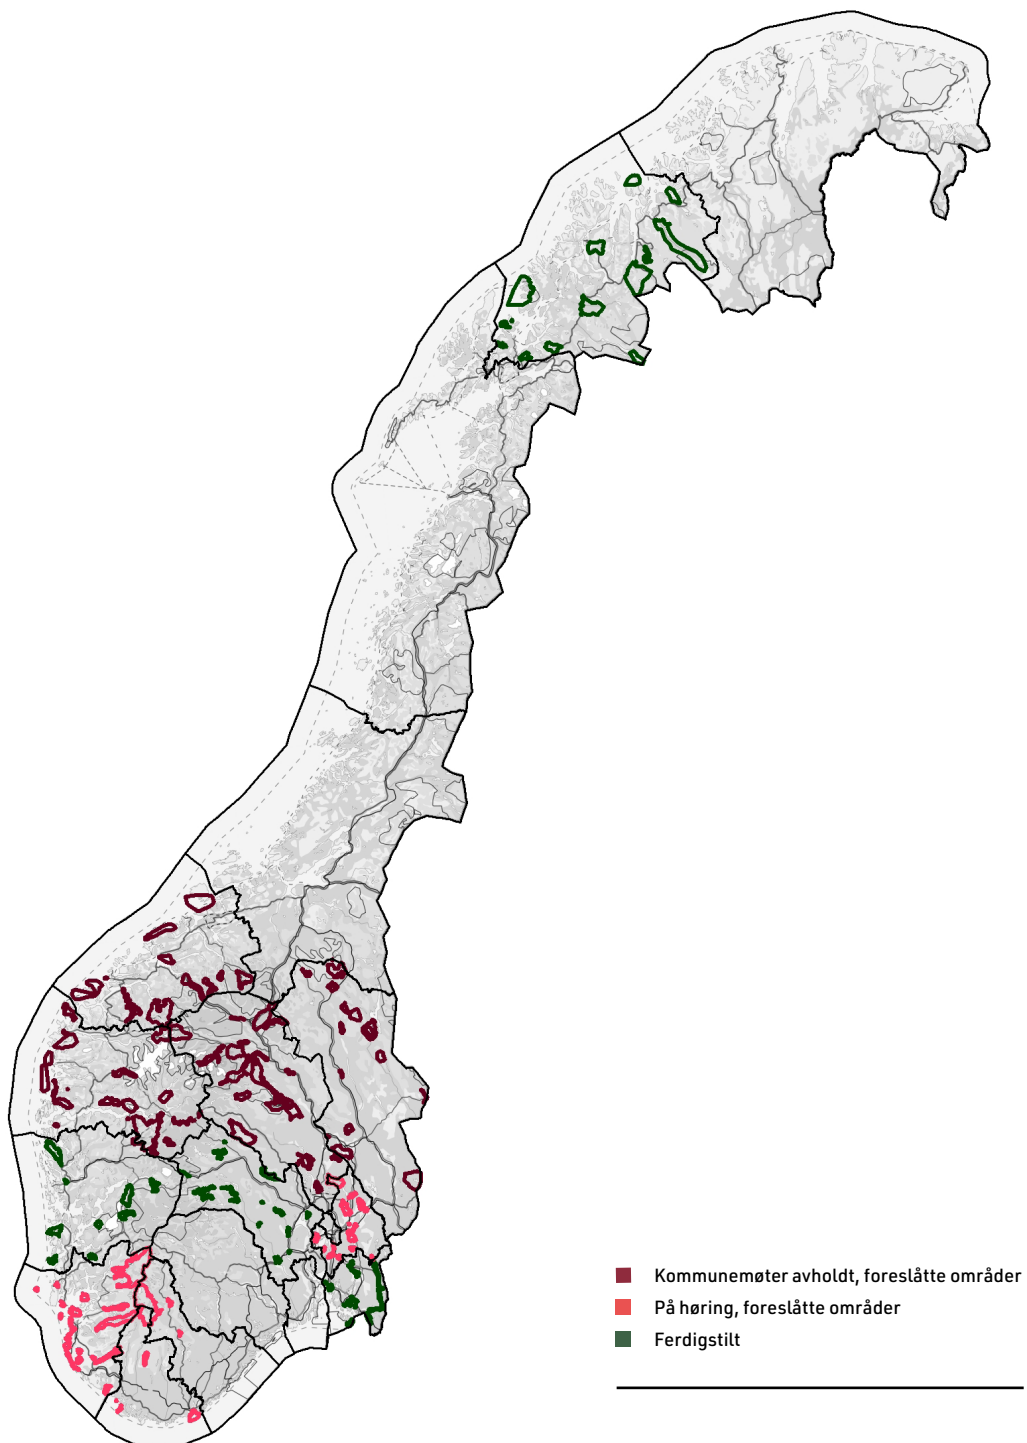 Kommunemøter avholdt, foreslåtte områder
På høring, foreslåtte områder
Ferdigstilt